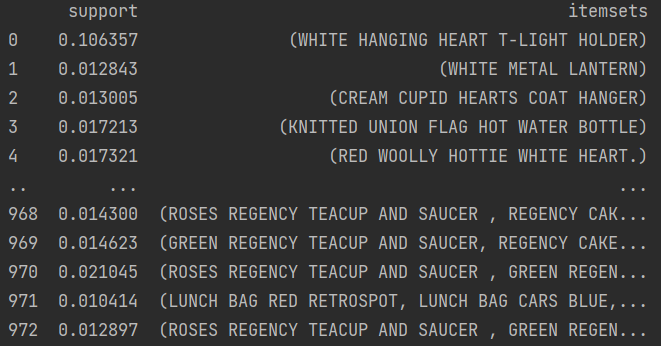 support itemsets
0 0.106357 (WHITE HANGING HEART T-LIGHT HOLDER)
1 0.012843 (WHITE METAL LANTERN)
2 0.013005 (CREAM CUPID HEARTS COAT HANGER)
3 0.017213 (KNITTED UNION FLAG HOT WATER BOTTLE)
4 0.017321 (RED WOOLLY HOTTIE WHITE HEART.)
.. ... ...
968 0.014300 (ROSES REGENCY TEACUP AND SAUCER , REGENCY CAK...
969 0.014623 (GREEN REGENCY TEACUP AND SAUCER, REGENCY CAKE...
970 0.021045 (ROSES REGENCY TEACUP AND SAUCER , GREEN REGEN...
971 0.010414 (LUNCH BAG RED RETROSPOT, LUNCH BAG CARS BLUE,...
972 0.012897 (ROSES REGENCY TEACUP AND SAUCER , GREEN REGEN...